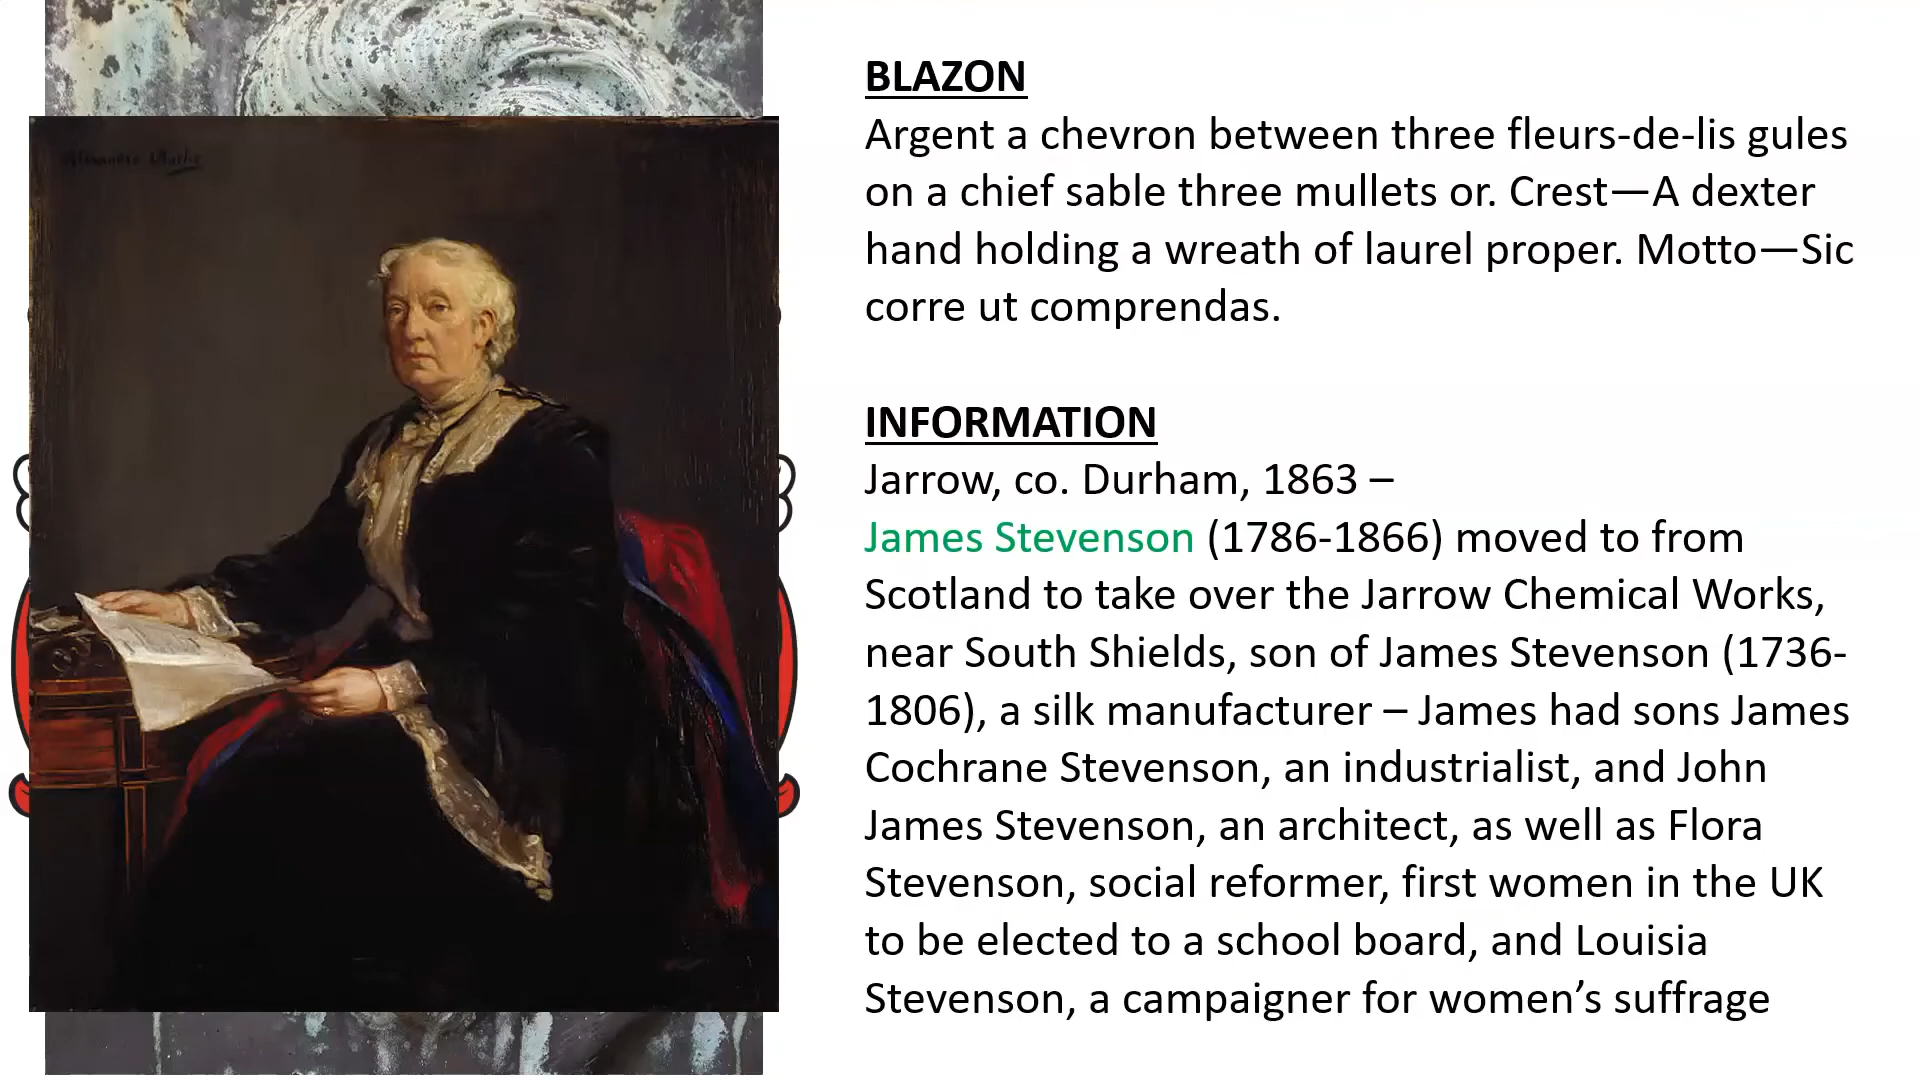 BLAZON
Argent a chevron between three fleurs-de-lis gules
on a chief sable three mullets or. Crest—A dexter
hand holding a wreath of laurel proper. Motto—Sic
corre ut comprendas.
INFORMATION
Jarrow, co. Durham, 1863 –
James Stevenson (1786-1866) moved to from
Scotland to take over the Jarrow Chemical Works,
near South Shields, son of James Stevenson (1736-
1806), a silk manufacturer – James had sons James
Cochrane Stevenson, an industrialist, and John
James Stevenson, an architect, as well as Flora
Stevenson, social reformer, first women in the UK
to be elected to a school board, and Louisia
Stevenson, a campaigner for women’s suffrage